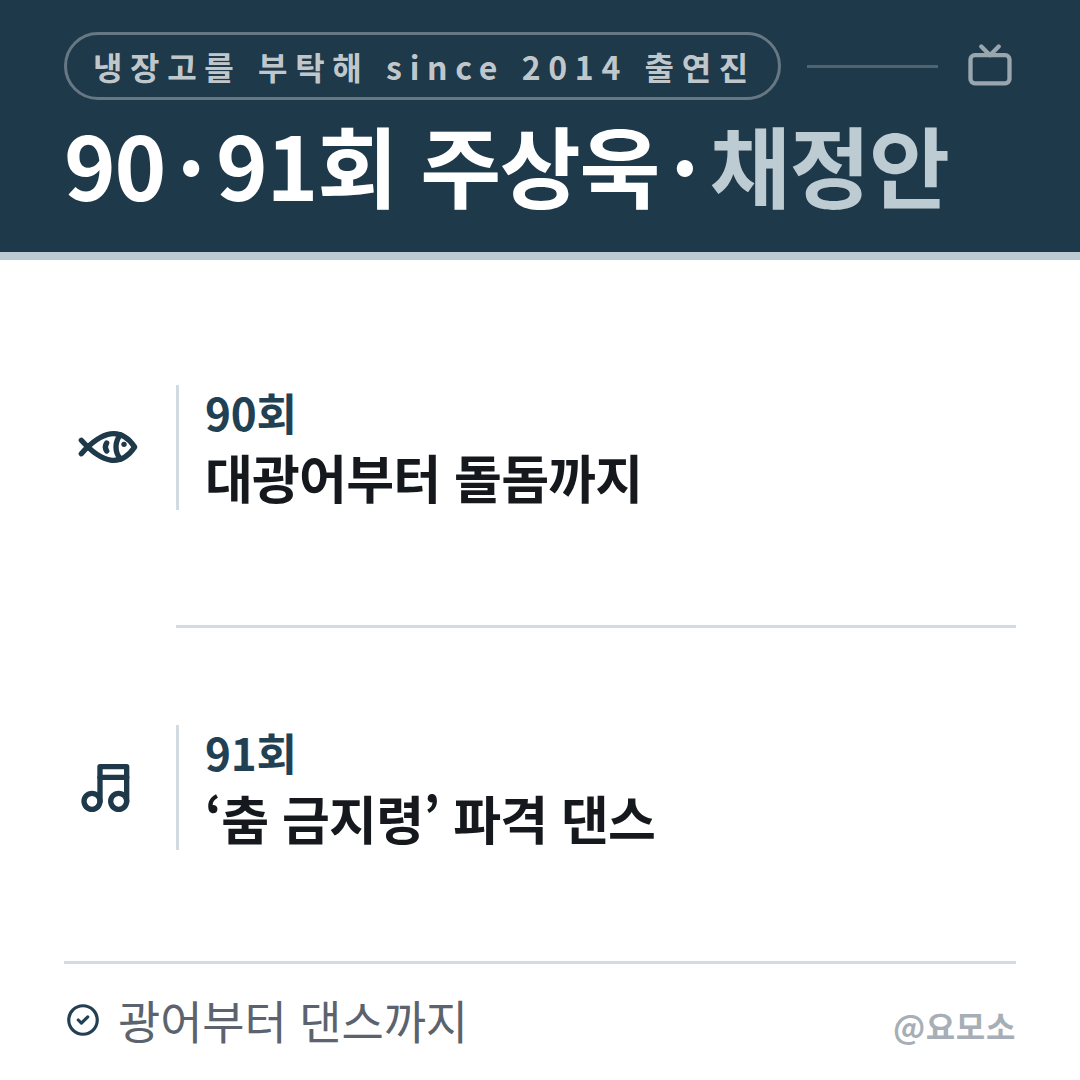 냉장고를 부탁해 since 2014 출연진
90·91회 주상욱·채정안
90회
대광어부터 돌돔까지
91회
‘춤 금지령’ 파격 댄스
광어부터 댄스까지
@요모소